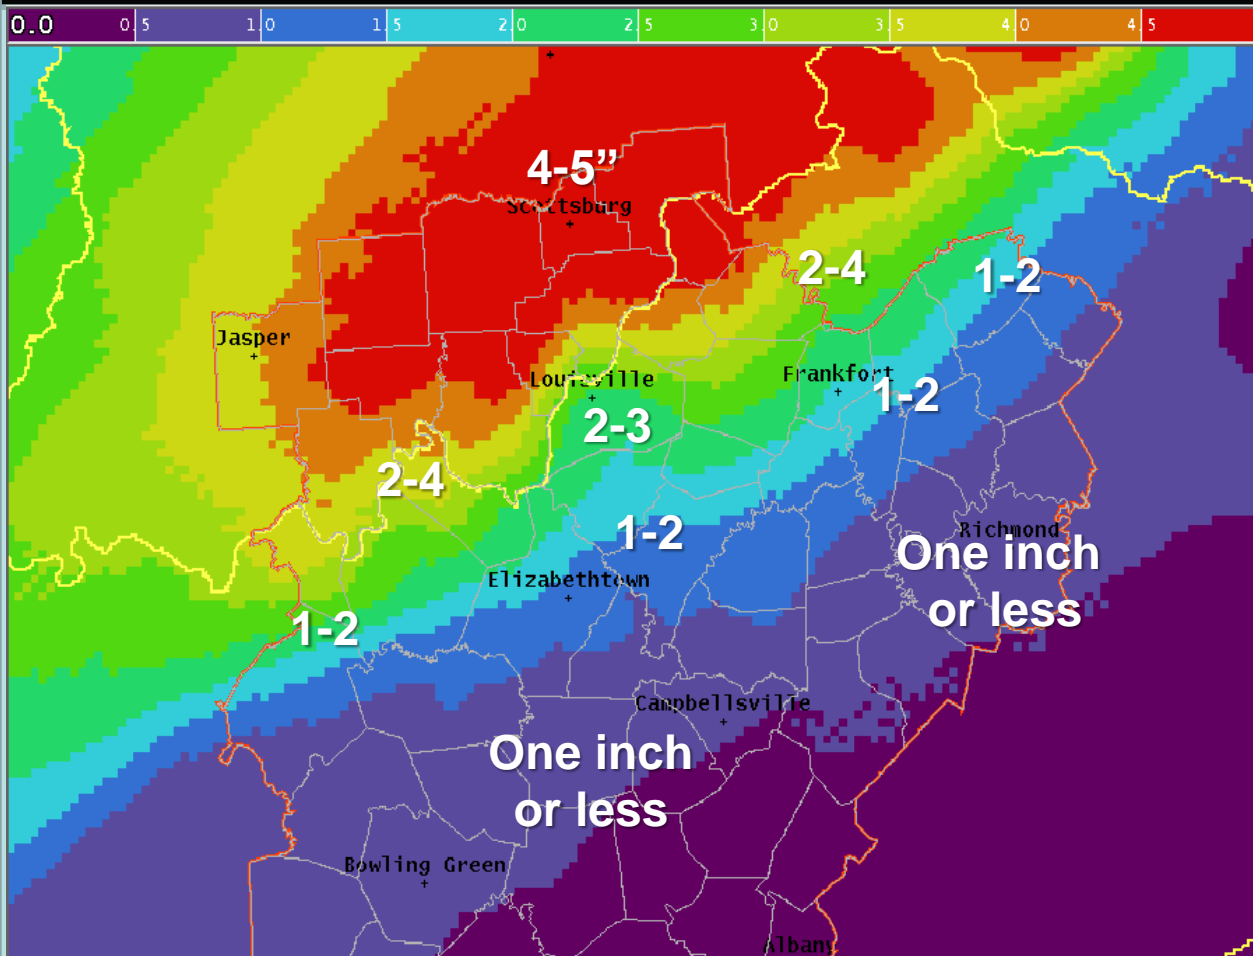 0.0 0.5 1.0 1.5 2.0 2.5 3.0 3.5 4.0 4.5
4-5”
Scottsburg
2-4
1-2
Jasper
Louisville
Frankfort
1-2
2-3
2-4
1-2
Richmond
One inch
or less
Elizabethtown
1-2
Campbellsville
One inch
or less
Bowling Green
Albany